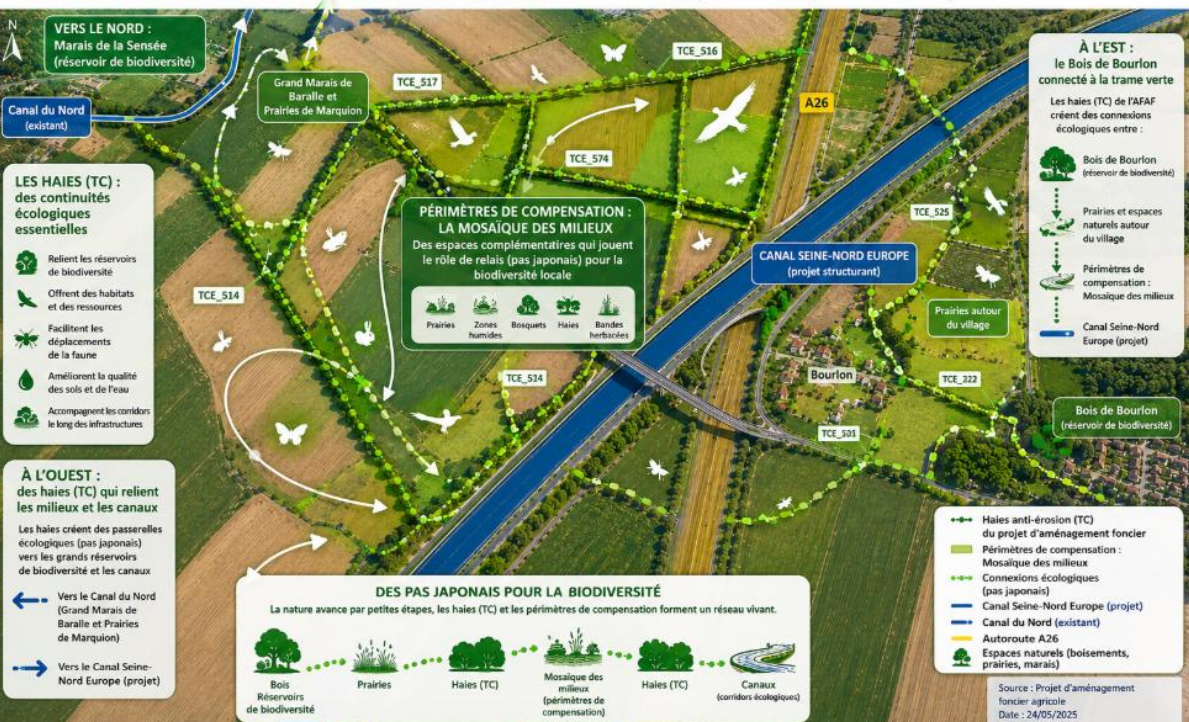 N
VERS LE NORD :
Marais de la Sensée
(réservoir de biodiversité)
Canal du Nord
(existant)
Grand Marais de
Baralle et
Prairies de Marquion
TCE_517
TCE_516
A26
TCE_574
À L'EST :
le Bois de Bourlon
connecté à la trame verte
Les haies (TC) de l'AFAF
créent des connexions
écologiques entre :
Bois de Bourlon
(réservoir de biodiversité)
Prairies et espaces
naturels autour
du village
Périmètres de
compensation :
Mosaïque des milieux
Canal Seine-Nord
Europe (projet)
LES HAIES (TC) :
des continuités
écologiques
essentielles
Relient les réservoirs
de biodiversité
Offrent des habitats
et des ressources
Facilitent les
déplacements
de la faune
Améliorent la qualité
des sols et de l'eau
Accompagnent les corridors
le long des infrastructures
PÉRIMÈTRES DE COMPENSATION :
LA MOSAÏQUE DES MILIEUX
Des espaces complémentaires qui jouent
le rôle de relais (pas japonais) pour la
biodiversité locale
Prairies
Zones
humides
Bosquets
Haies
Bandes
herbacées
TCE_525
CANAL SEINE-NORD EUROPE
(projet structurant)
TCE_514
Prairies autour
du village
TCE_514
Bourlon
TCE_222
TCE_501
Bois de Bourlon
(réservoir de biodiversité)
À L'OUEST :
des haies (TC) qui relient
les milieux et les canaux
Les haies créent des passerelles
écologiques (pas japonais)
vers les grands réservoirs
de biodiversité et les canaux
Vers le Canal du Nord
(Grand Marais de
Baralle et Prairies
de Marquion)
Vers le Canal Seine-
Nord Europe (projet)
DES PAS JAPONAIS POUR LA BIODIVERSITÉ
La nature avance par petites étapes, les haies (TC) et les périmètres de compensation forment un réseau vivant.
Bois
Réservoirs
de biodiversité
Prairies
Haies (TC)
Mosaïque des
milieux
(périmètres de
compensation)
Haies (TC)
Canaux
(corridors écologiques)
Haies anti-érosion (TC)
du projet d'aménagement foncier
Périmètres de compensation :
Mosaïque des milieux
Connexions écologiques
(pas japonais)
Canal Seine-Nord Europe (projet)
Canal du Nord (existant)
Autoroute A26
Espaces naturels (boisements,
prairies, marais)
Source : Projet d'aménagement
foncier agricole
Date : 24/05/2025